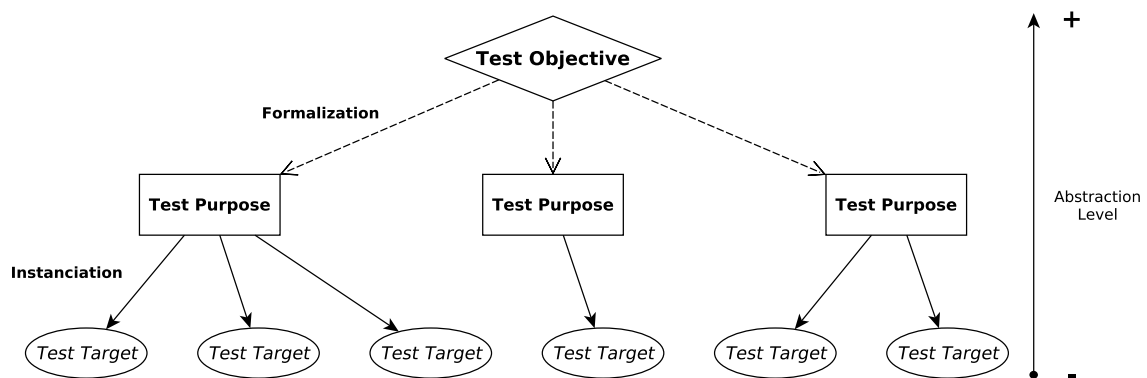 +
Test Objective
Formalization
Test Purpose
Test Purpose
Test Purpose
Abstraction
Level
Instanciation
Test Target
Test Target
Test Target
Test Target
Test Target
Test Target
-